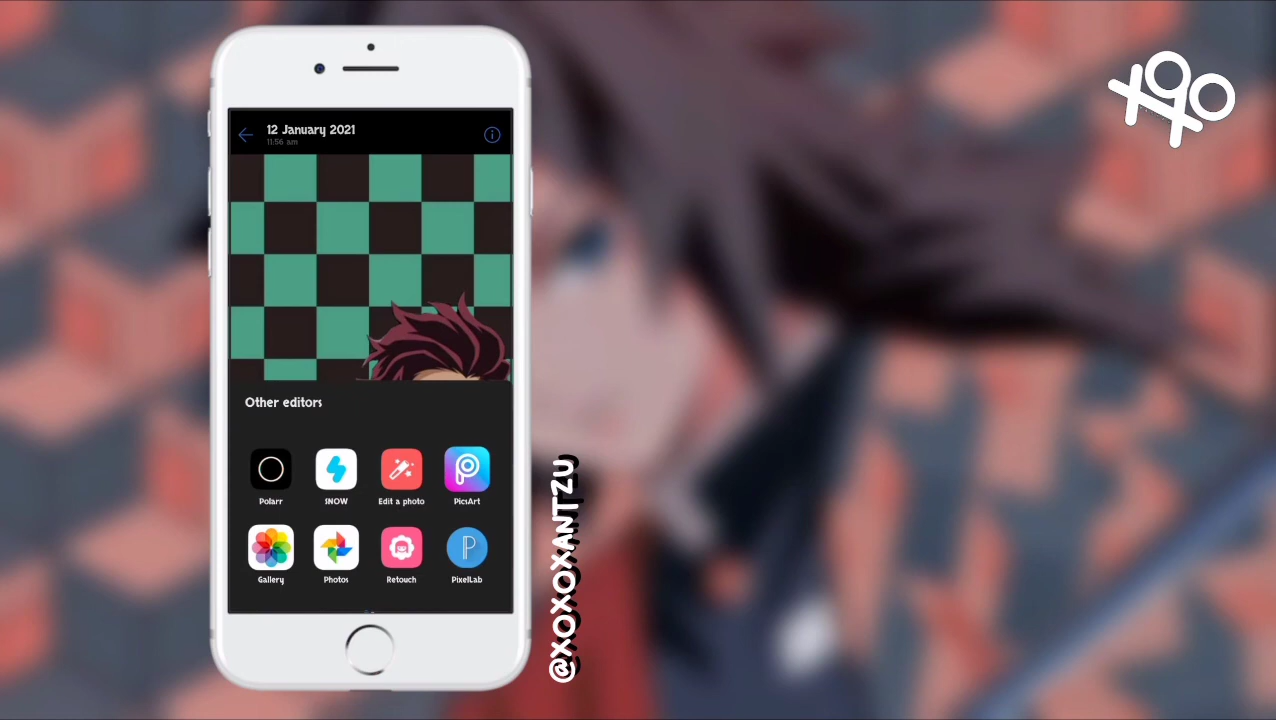 12 January 2021
11:56 am
Other editors
Polarr
SNOW
Edit a photo
PicsArt
Gallery
Photos
Retouch
PixelLab
@XOXOXANTZU